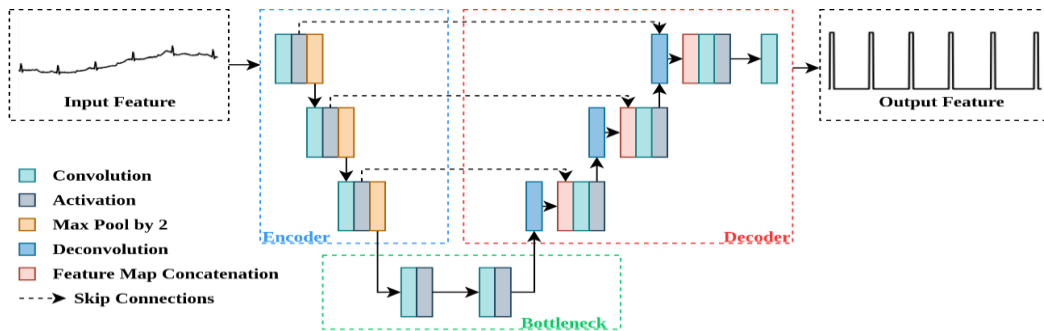 Input Feature
Output Feature
Convolution
Activation
Max Pool by 2
Deconvolution
Feature Map Concatenation
Skip Connections
Encoder
Decoder
Bottleneck